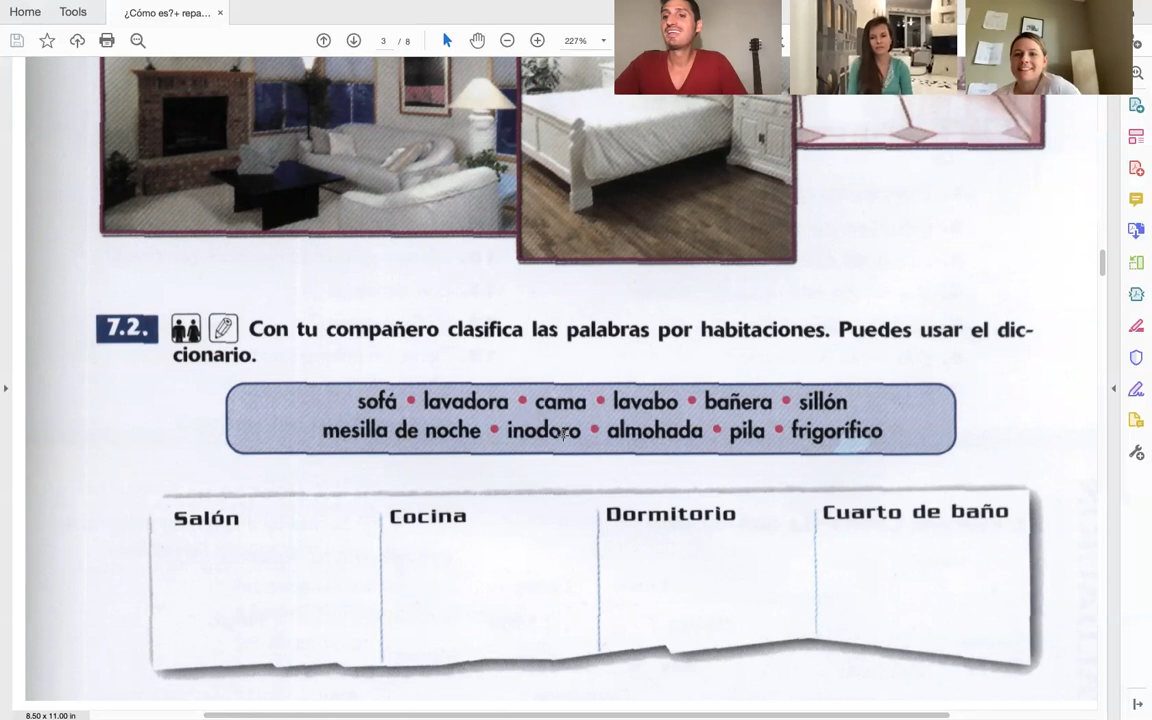 Home Tools ¿Cómo es?+ repa... ×
3 / 8 227%
7.2. Con tu compañero clasifica las palabras por habitaciones. Puedes usar el dic-
cionario.
sofá • lavadora • cama • lavabo • bañera • sillón
mesilla de noche • inodoro • almohada • pila • frigorífico
Salón Cocina Dormitorio Cuarto de baño
8.50 x 11.00 in